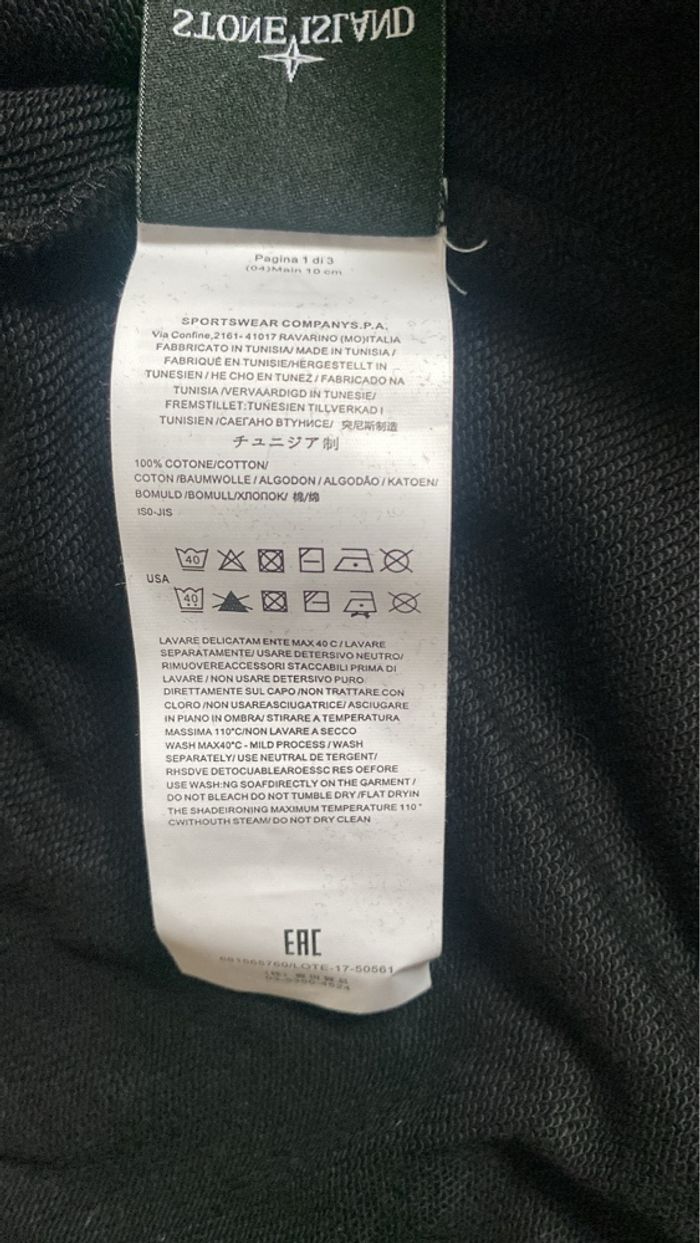 STONE ISLAND
Pagina 1 di 3
(04)Main 10 cm
SPORTSWEAR COMPANYS.P.A.
Via Confine,2161-41017 RAVARINO (MO)ITALIA
FABBRICATO IN TUNISIA/ MADE IN TUNISIA /
FABRIQUÉ EN TUNISIE/HERGESTELLT IN
TUNESIEN / HE CHO EN TUNEZ / FABRICADO NA
TUNISIA /VERVAARDIGD IN TUNESIE/
FREMSTILLET:TUNESIEN TILLVERKAD I
TUNISIEN /САЕГАНО ВТУНИСЕ/ 突尼斯制造
チュニジア制
100% COTONE/COTTON/
COTON /BAUMWOLLE / ALGODON / ALGODÃO / KATOEN/
BOMULD /BOMULL/ХПОПОК/ 棉/绵
ISO-JIS
40
USA
40
LAVARE DELICATAM ENTE MAX 40 C / LAVARE
SEPARATAMENTE/ USARE DETERSIVO NEUTRO/
RIMUOVEREACCESSORI STACCABILI PRIMA DI
LAVARE / NON USARE DETERSIVO PURO
DIRETTAMENTE SUL CAPO /NON TRATTARE CON
CLORO /NON USAREASCIUGATRICE/ ASCIUGARE
IN PIANO IN OMBRA/ STIRARE A TEMPERATURA
MASSIMA 110°C/NON LAVARE A SECCO
WASH MAX40°C - MILD PROCESS / WASH
SEPARATELY/ USE NEUTRAL DE TERGENT/
RHSDVE DETOCUABLEAROESSC RES OEFORE
USE WASH:NG SOAFDIRECTLY ON THE GARMENT /
DO NOT BLEACH DO NOT TUMBLE DRY /FLAT DRYIN
THE SHADEIRONING MAXIMUM TEMPERATURE 110 °
CWITHOUTH STEAM/ DO NOT DRY CLEAN
EAC
681666760/LOTE-17-50561